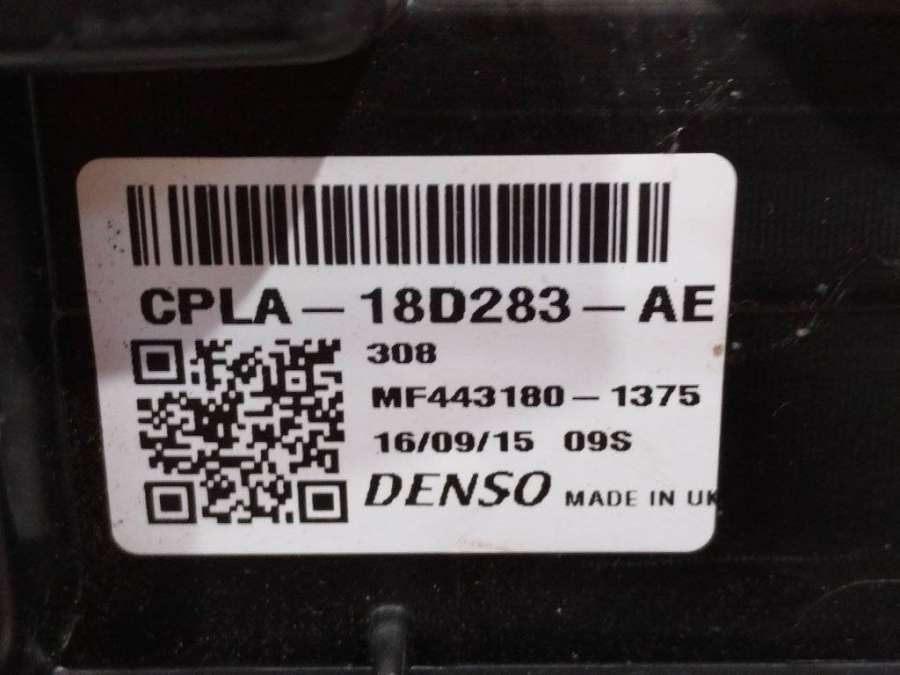 CPLA-18D283-AE
308
MF443180-1375
16/09/15 09S
DENSO MADE IN UK